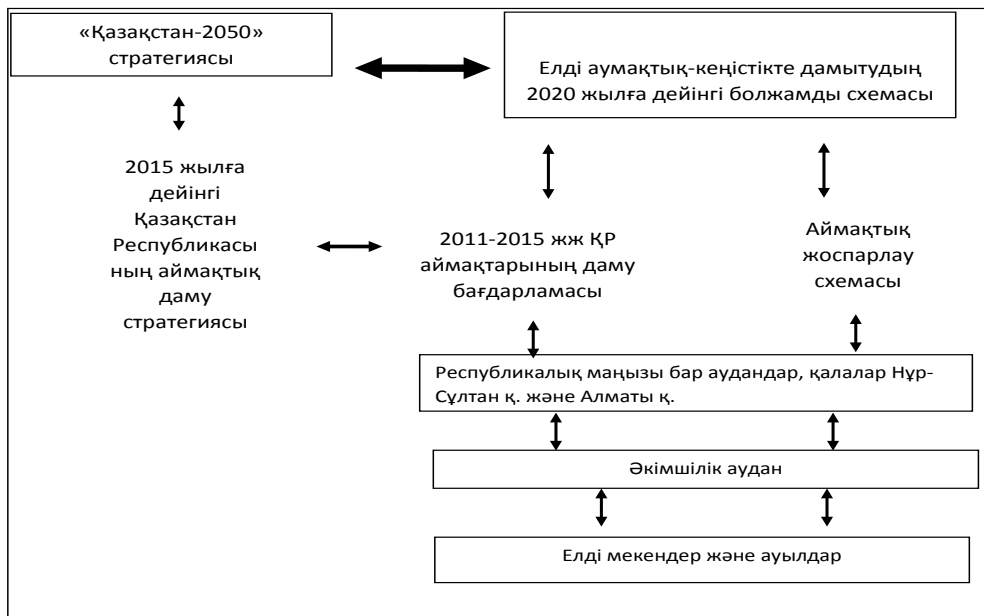 «Қазақстан-2050»
стратегиясы
Елді аумақтық-кеңістікте дамытудың
2020 жылға дейінгі болжамды схемасы
2015 жылға
дейінгі
Қазақстан
Республикасы
ның аймақтық
даму
стратегиясы
2011-2015 жж ҚР
аймақтарының даму
бағдарламасы
Аймақтық
жоспарлау
схемасы
Республикалық маңызы бар аудандар, қалалар Нұр-
Сұлтан қ. және Алматы қ.
Әкімшілік аудан
Елді мекендер және ауылдар